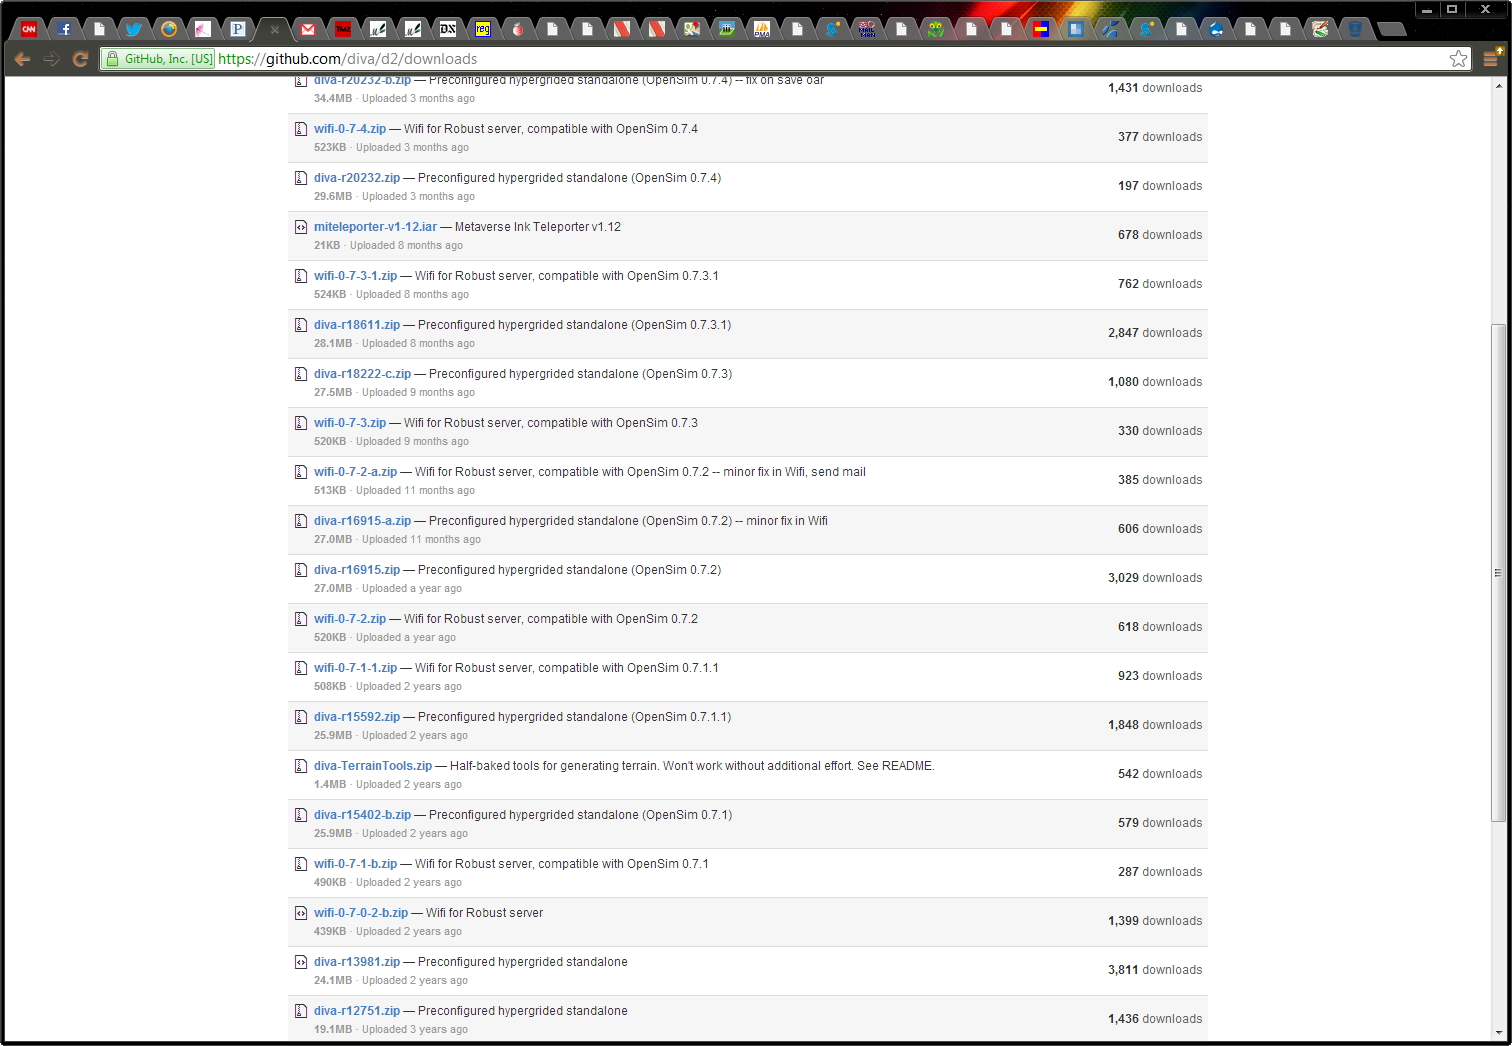 CNN
TMZ
DX
reg
PMA
MAIL MAN
GitHub, Inc. [US] https://github.com/diva/d2/downloads
diva-r20232-b.zip — Preconfigured hypergrided standalone (OpenSim 0.7.4) -- fix on save oar
1,431 downloads
34.4MB · Uploaded 3 months ago
wifi-0-7-4.zip — Wifi for Robust server, compatible with OpenSim 0.7.4
377 downloads
523KB · Uploaded 3 months ago
diva-r20232.zip — Preconfigured hypergrided standalone (OpenSim 0.7.4)
197 downloads
29.6MB · Uploaded 3 months ago
miteleporter-v1-12.iar — Metaverse Ink Teleporter v1.12
678 downloads
21KB · Uploaded 8 months ago
wifi-0-7-3-1.zip — Wifi for Robust server, compatible with OpenSim 0.7.3.1
762 downloads
524KB · Uploaded 8 months ago
diva-r18611.zip — Preconfigured hypergrided standalone (OpenSim 0.7.3.1)
2,847 downloads
28.1MB · Uploaded 8 months ago
diva-r18222-c.zip — Preconfigured hypergrided standalone (OpenSim 0.7.3)
1,080 downloads
27.5MB · Uploaded 9 months ago
wifi-0-7-3.zip — Wifi for Robust server, compatible with OpenSim 0.7.3
330 downloads
520KB · Uploaded 9 months ago
wifi-0-7-2-a.zip — Wifi for Robust server, compatible with OpenSim 0.7.2 -- minor fix in Wifi, send mail
385 downloads
513KB · Uploaded 11 months ago
diva-r16915-a.zip — Preconfigured hypergrided standalone (OpenSim 0.7.2) -- minor fix in Wifi
606 downloads
27.0MB · Uploaded 11 months ago
diva-r16915.zip — Preconfigured hypergrided standalone (OpenSim 0.7.2)
3,029 downloads
27.0MB · Uploaded a year ago
wifi-0-7-2.zip — Wifi for Robust server, compatible with OpenSim 0.7.2
618 downloads
520KB · Uploaded a year ago
wifi-0-7-1-1.zip — Wifi for Robust server, compatible with OpenSim 0.7.1.1
923 downloads
508KB · Uploaded 2 years ago
diva-r15592.zip — Preconfigured hypergrided standalone (OpenSim 0.7.1.1)
1,848 downloads
25.9MB · Uploaded 2 years ago
diva-TerrainTools.zip — Half-baked tools for generating terrain. Won't work without additional effort. See README.
542 downloads
1.4MB · Uploaded 2 years ago
diva-r15402-b.zip — Preconfigured hypergrided standalone (OpenSim 0.7.1)
579 downloads
25.9MB · Uploaded 2 years ago
wifi-0-7-1-b.zip — Wifi for Robust server, compatible with OpenSim 0.7.1
287 downloads
490KB · Uploaded 2 years ago
wifi-0-7-0-2-b.zip — Wifi for Robust server
1,399 downloads
439KB · Uploaded 2 years ago
diva-r13981.zip — Preconfigured hypergrided standalone
3,811 downloads
24.1MB · Uploaded 2 years ago
diva-r12751.zip — Preconfigured hypergrided standalone
1,436 downloads
19.1MB · Uploaded 3 years ago